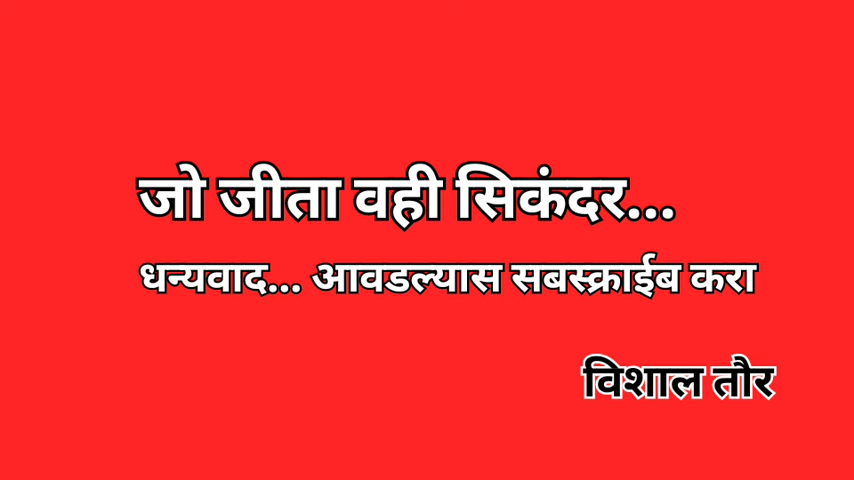 जो जीता वही सिकंदर...
धन्यवाद... आवडल्यास सबस्क्राईब करा
विशाल तौर